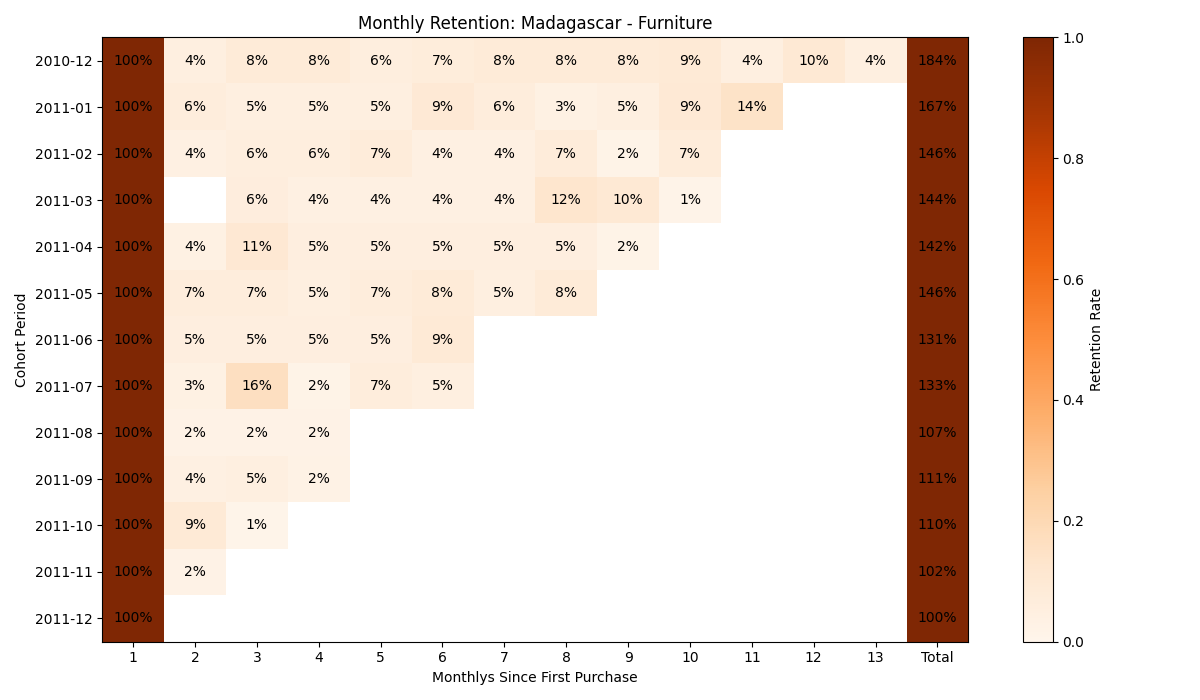 Monthly Retention: Madagascar - Furniture
Cohort Period
2010-12 100% 4% 8% 8% 6% 7% 8% 8% 8% 9% 4% 10% 4% 184%
2011-01 100% 6% 5% 5% 5% 9% 6% 3% 5% 9% 14% 167%
2011-02 100% 4% 6% 6% 7% 4% 4% 7% 2% 7% 146%
2011-03 100% 6% 4% 4% 4% 4% 12% 10% 1% 144%
2011-04 100% 4% 11% 5% 5% 5% 5% 5% 2% 142%
2011-05 100% 7% 7% 5% 7% 8% 5% 8% 146%
2011-06 100% 5% 5% 5% 5% 9% 131%
2011-07 100% 3% 16% 2% 7% 5% 133%
2011-08 100% 2% 2% 2% 107%
2011-09 100% 4% 5% 2% 111%
2011-10 100% 9% 1% 110%
2011-11 100% 2% 102%
2011-12 100% 100%
1 2 3 4 5 6 7 8 9 10 11 12 13 Total
Monthlys Since First Purchase
1.0
0.8
0.6
0.4
0.2
0.0
Retention Rate